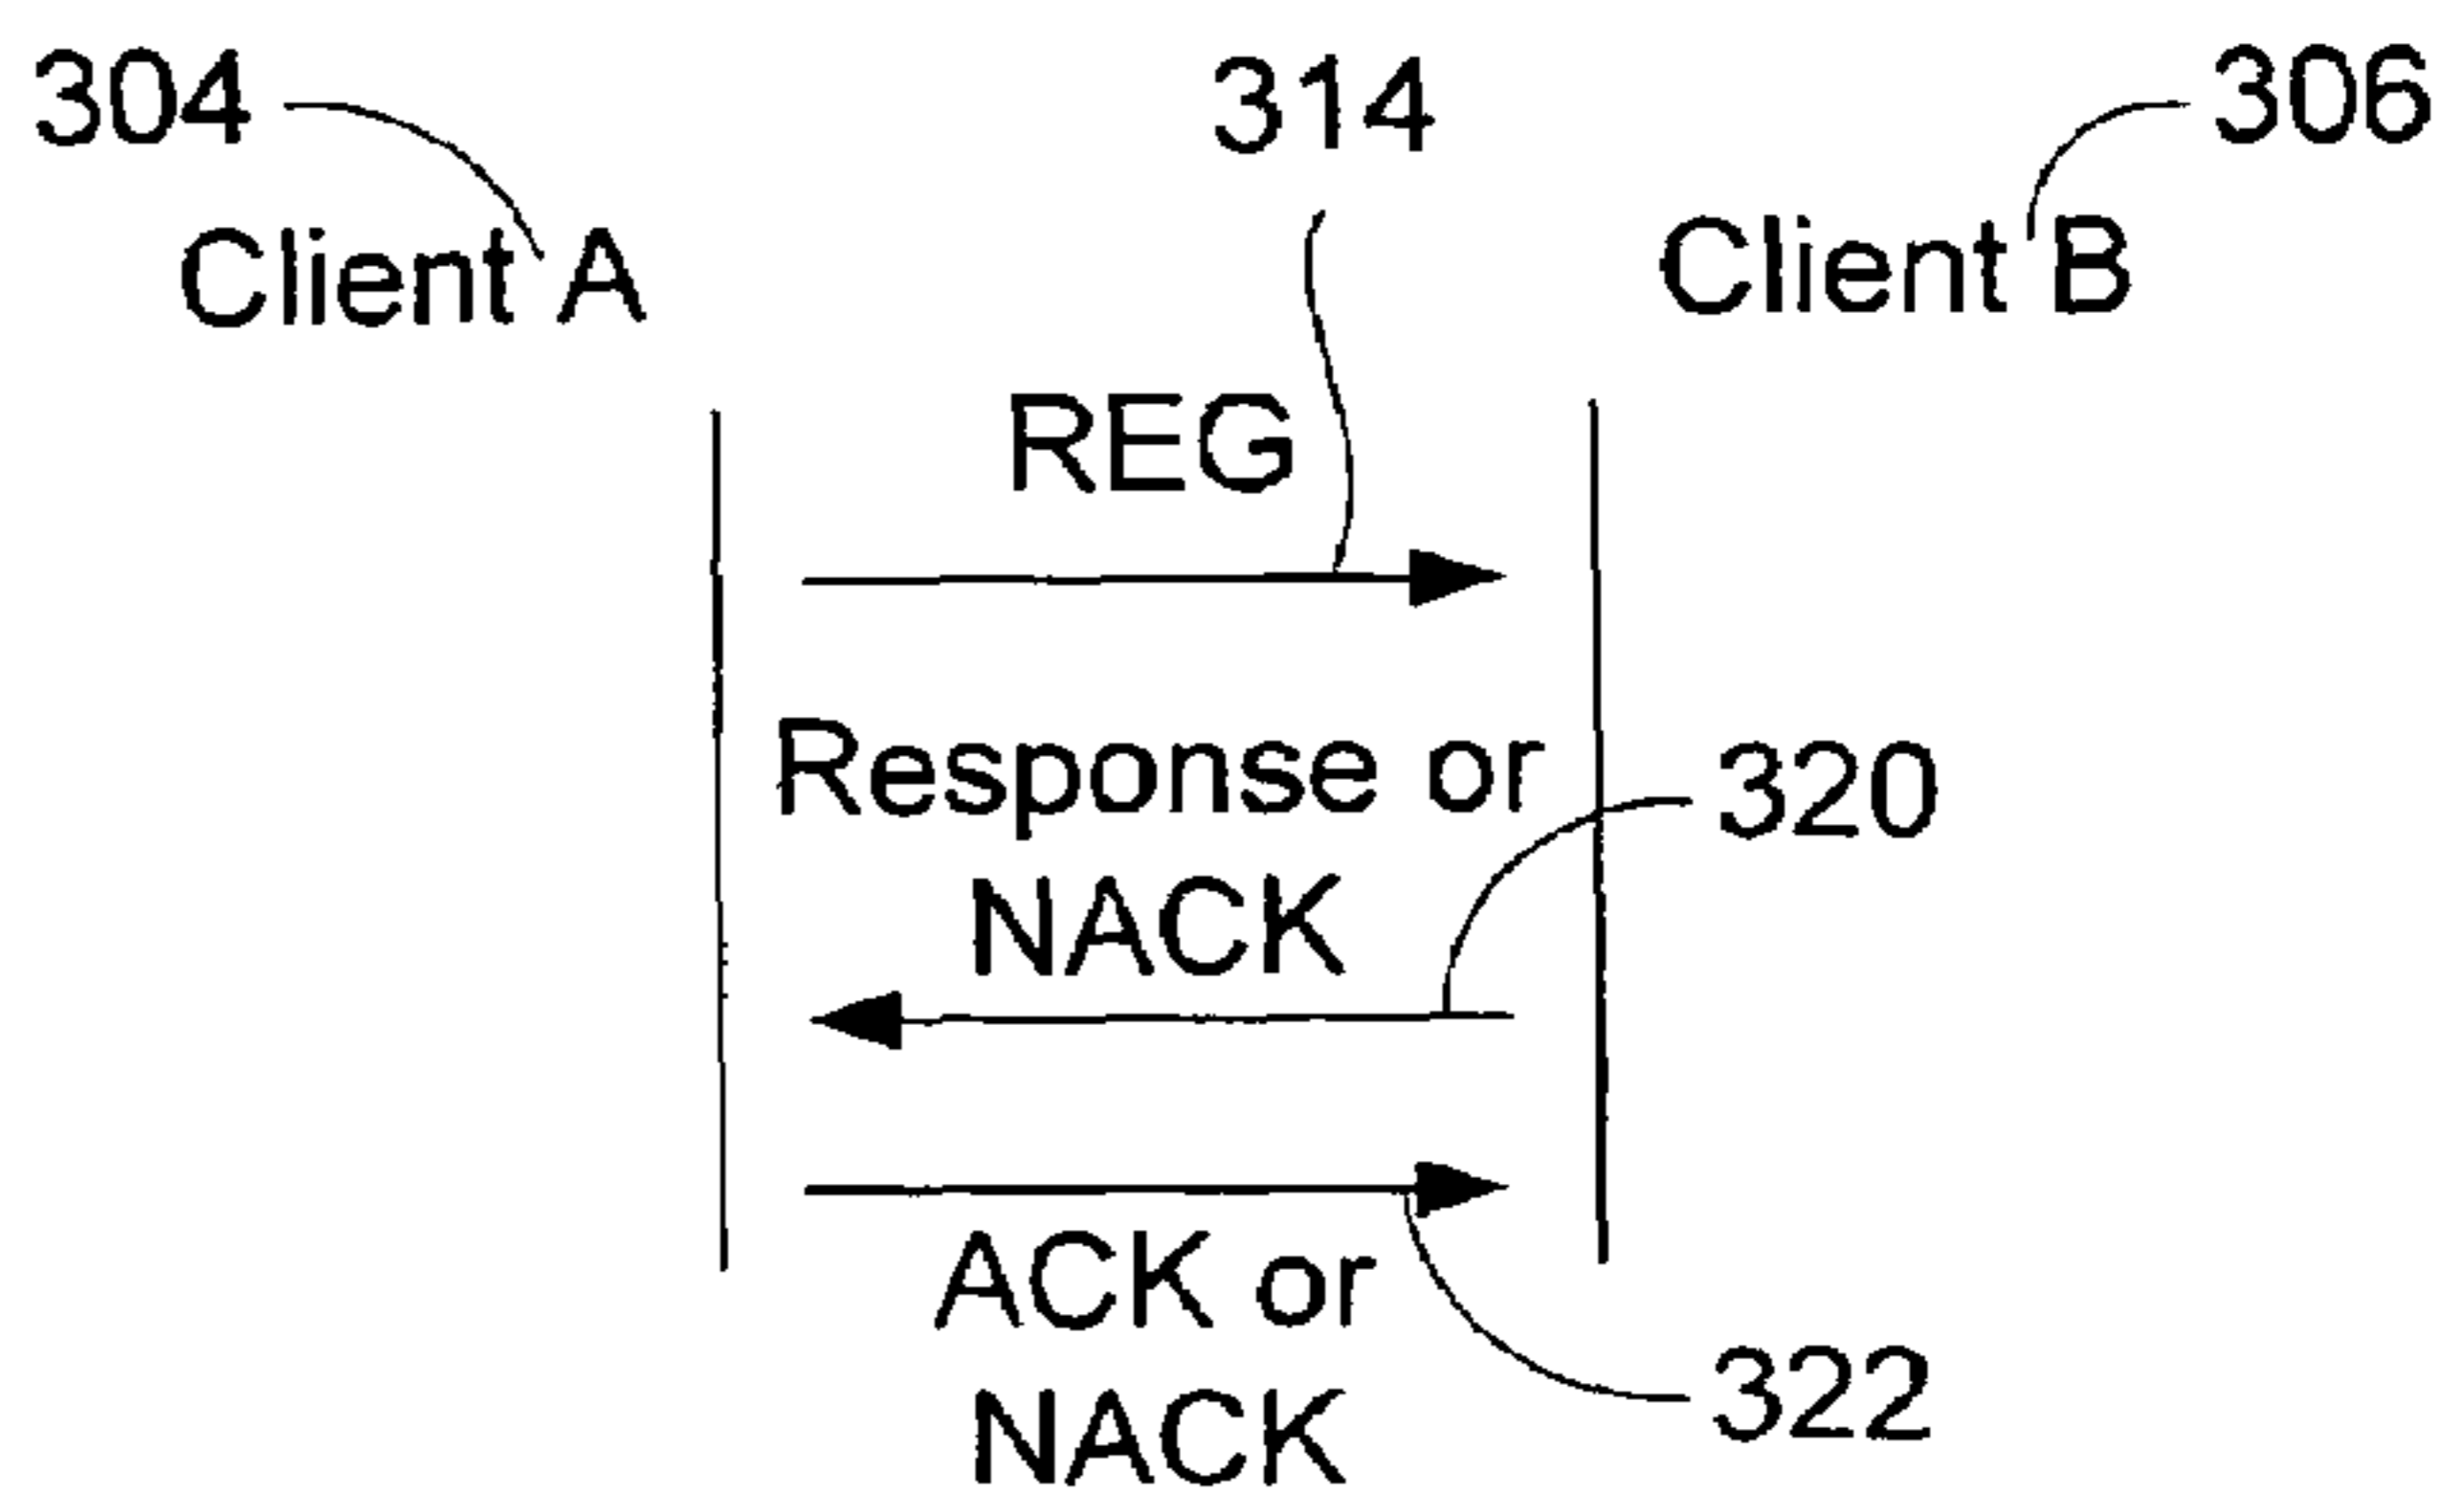 304
314
306
Client A
Client B
REG
Response or
320
NACK
ACK or
322
NACK